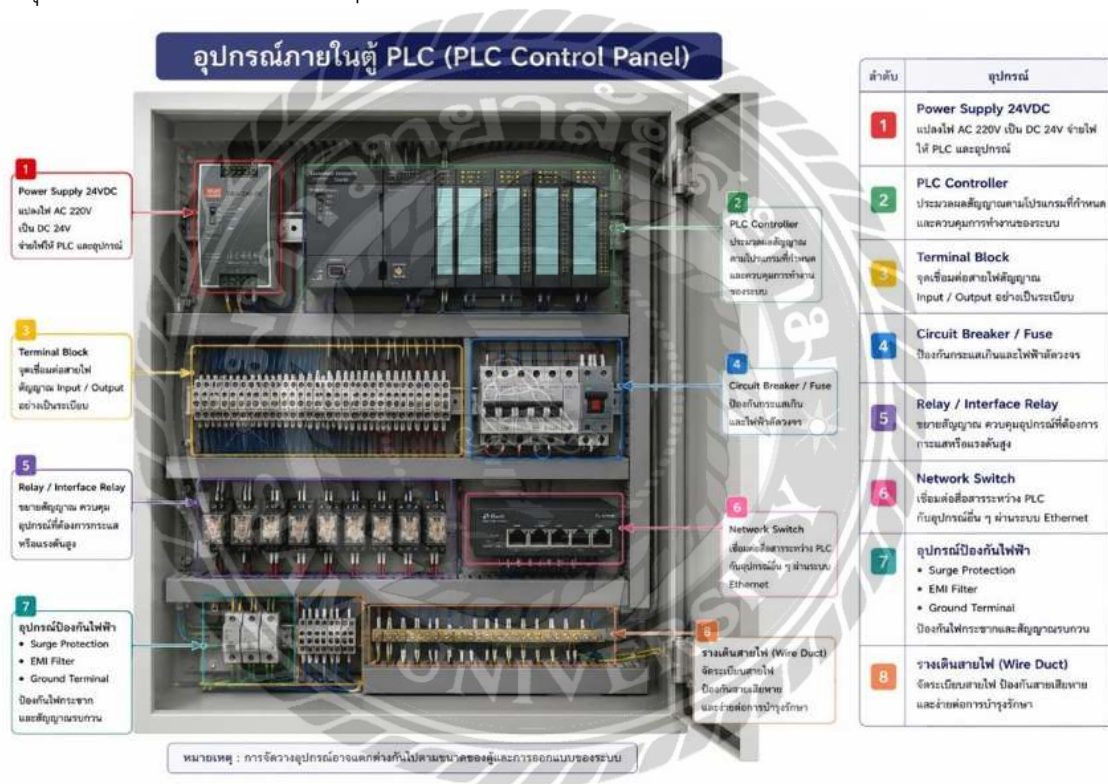 อุปกรณ์ภายในตู้ PLC (PLC Control Panel)
1
Power Supply 24VDC
แปลงไฟ AC 220V
เป็น DC 24V
จ่ายไฟให้ PLC และอุปกรณ์
2
PLC Controller
ประมวลผลสัญญาณ
ตามโปรแกรมที่กำหนด
และควบคุมการทำงาน
ของระบบ
3
Terminal Block
จุดเชื่อมต่อสายไฟ
สัญญาณ Input / Output
อย่างเป็นระเบียบ
4
Circuit Breaker / Fuse
ป้องกันกระแสเกิน
และไฟฟ้าลัดวงจร
5
Relay / Interface Relay
ขยายสัญญาณ ควบคุม
อุปกรณ์ที่ต้องการกระแส
หรือแรงดันสูง
6
Network Switch
เชื่อมต่อสื่อสารระหว่าง PLC
กับอุปกรณ์อื่น ๆ ผ่านระบบ
Ethernet
7
อุปกรณ์ป้องกันไฟฟ้า
• Surge Protection
• EMI Filter
• Ground Terminal
ป้องกันไฟกระชาก
และสัญญาณรบกวน
8
รางเดินสายไฟ (Wire Duct)
จัดระเบียบสายไฟ
ป้องกันสายเสียหาย
และง่ายต่อการบำรุงรักษา
หมายเหตุ : การจัดวางอุปกรณ์อาจแตกต่างกันไปตามขนาดของตู้และการออกแบบของระบบ
ลำดับ อุปกรณ์
1 Power Supply 24VDC
แปลงไฟ AC 220V เป็น DC 24V จ่ายไฟ
ให้ PLC และอุปกรณ์
2 PLC Controller
ประมวลผลสัญญาณตามโปรแกรมที่กำหนด
และควบคุมการทำงานของระบบ
3 Terminal Block
จุดเชื่อมต่อสายไฟสัญญาณ
Input / Output อย่างเป็นระเบียบ
4 Circuit Breaker / Fuse
ป้องกันกระแสเกินและไฟฟ้าลัดวงจร
5 Relay / Interface Relay
ขยายสัญญาณ ควบคุมอุปกรณ์ที่ต้องการ
กระแสหรือแรงดันสูง
6 Network Switch
เชื่อมต่อสื่อสารระหว่าง PLC
กับอุปกรณ์อื่น ๆ ผ่านระบบ Ethernet
7 อุปกรณ์ป้องกันไฟฟ้า
• Surge Protection
• EMI Filter
• Ground Terminal
ป้องกันไฟกระชากและสัญญาณรบกวน
8 รางเดินสายไฟ (Wire Duct)
จัดระเบียบสายไฟ ป้องกันสายเสียหาย
และง่ายต่อการบำรุงรักษา